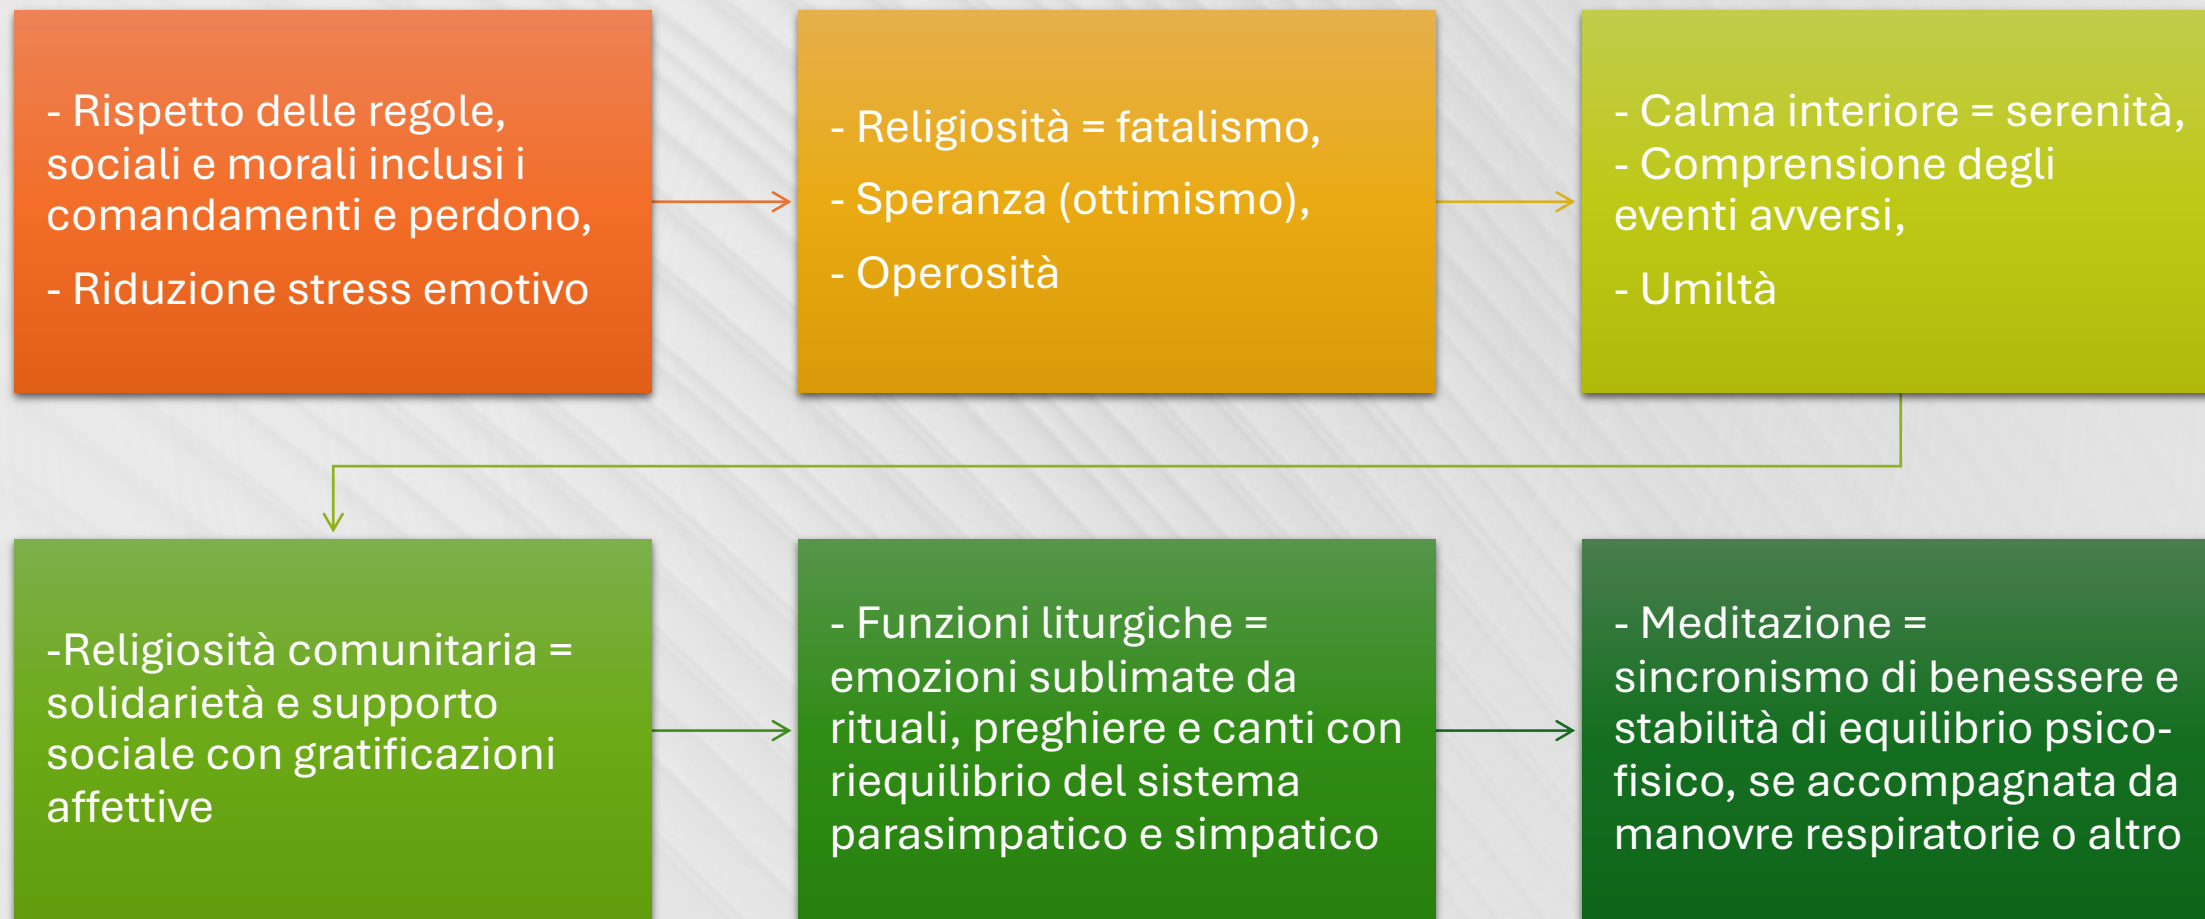 - Rispetto delle regole,
sociali e morali inclusi i
comandamenti e perdono,
- Riduzione stress emotivo
- Religiosità = fatalismo,
- Speranza (ottimismo),
- Operosità
- Calma interiore = serenità,
- Comprensione degli
eventi avversi,
- Umiltà
-Religiosità comunitaria =
solidarietà e supporto
sociale con gratificazioni
affettive
- Funzioni liturgiche =
emozioni sublimate da
rituali, preghiere e canti con
riequilibrio del sistema
parasimpatico e simpatico
- Meditazione =
sincronismo di benessere e
stabilità di equilibrio psico-
fisico, se accompagnata da
manovre respiratorie o altro